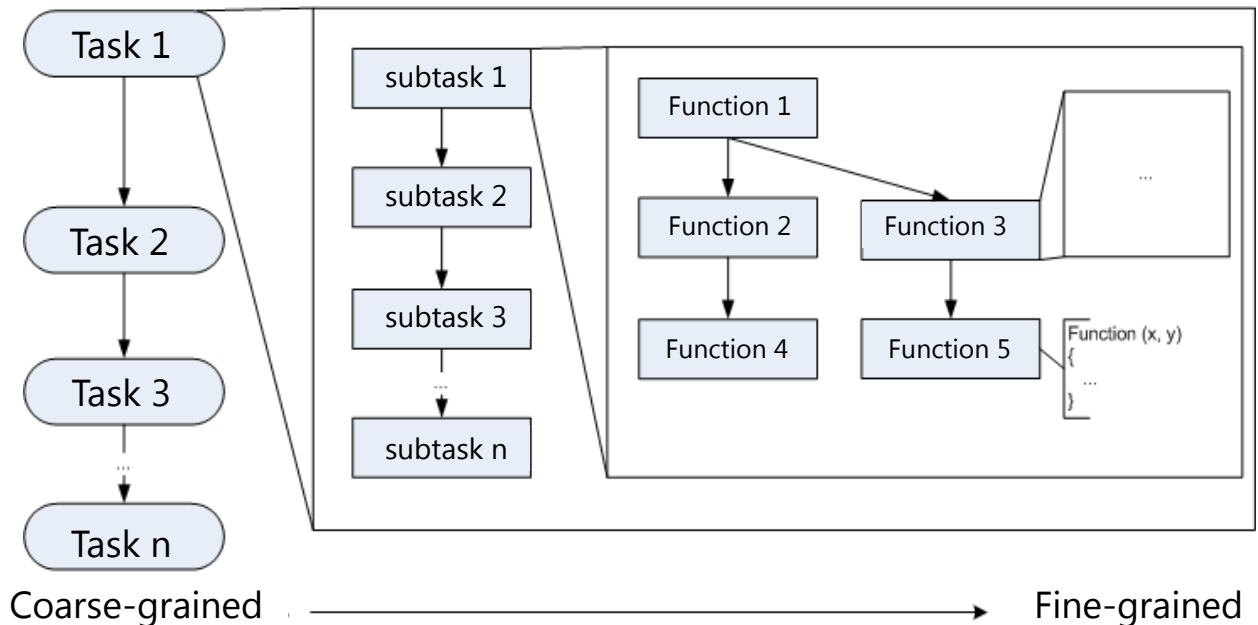 Task 1
Task 2
Task 3
...
Task n
subtask 1
subtask 2
subtask 3
...
subtask n
Function 1
Function 2
Function 3
Function 4
Function 5
...
Function (x, y)
{
...
}
Coarse-grained
Fine-grained